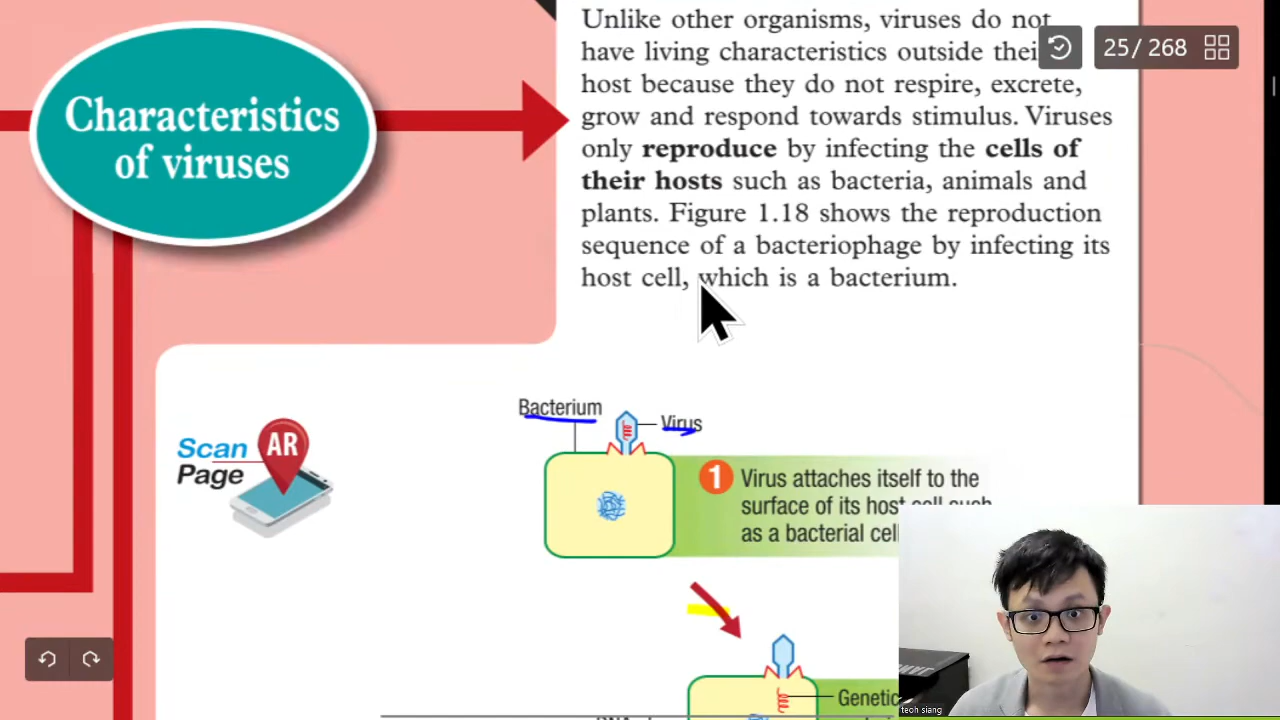 Unlike other organisms, viruses do not
have living characteristics outside
host because they do not respire, excrete,
grow and respond towards stimulus. Viruses
only reproduce by infecting the cells of
their hosts such as bacteria, animals and
plants. Figure 1.18 shows the reproduction
sequence of a bacteriophage by infecting its
host cell, which is a bacterium.
25/ 268
Characteristics
of viruses
Scan
Page
AR
Bacterium
Virus
1 Virus attaches itself to the
surface of its host cell such
as a bacterial
Genetic
teoh siang